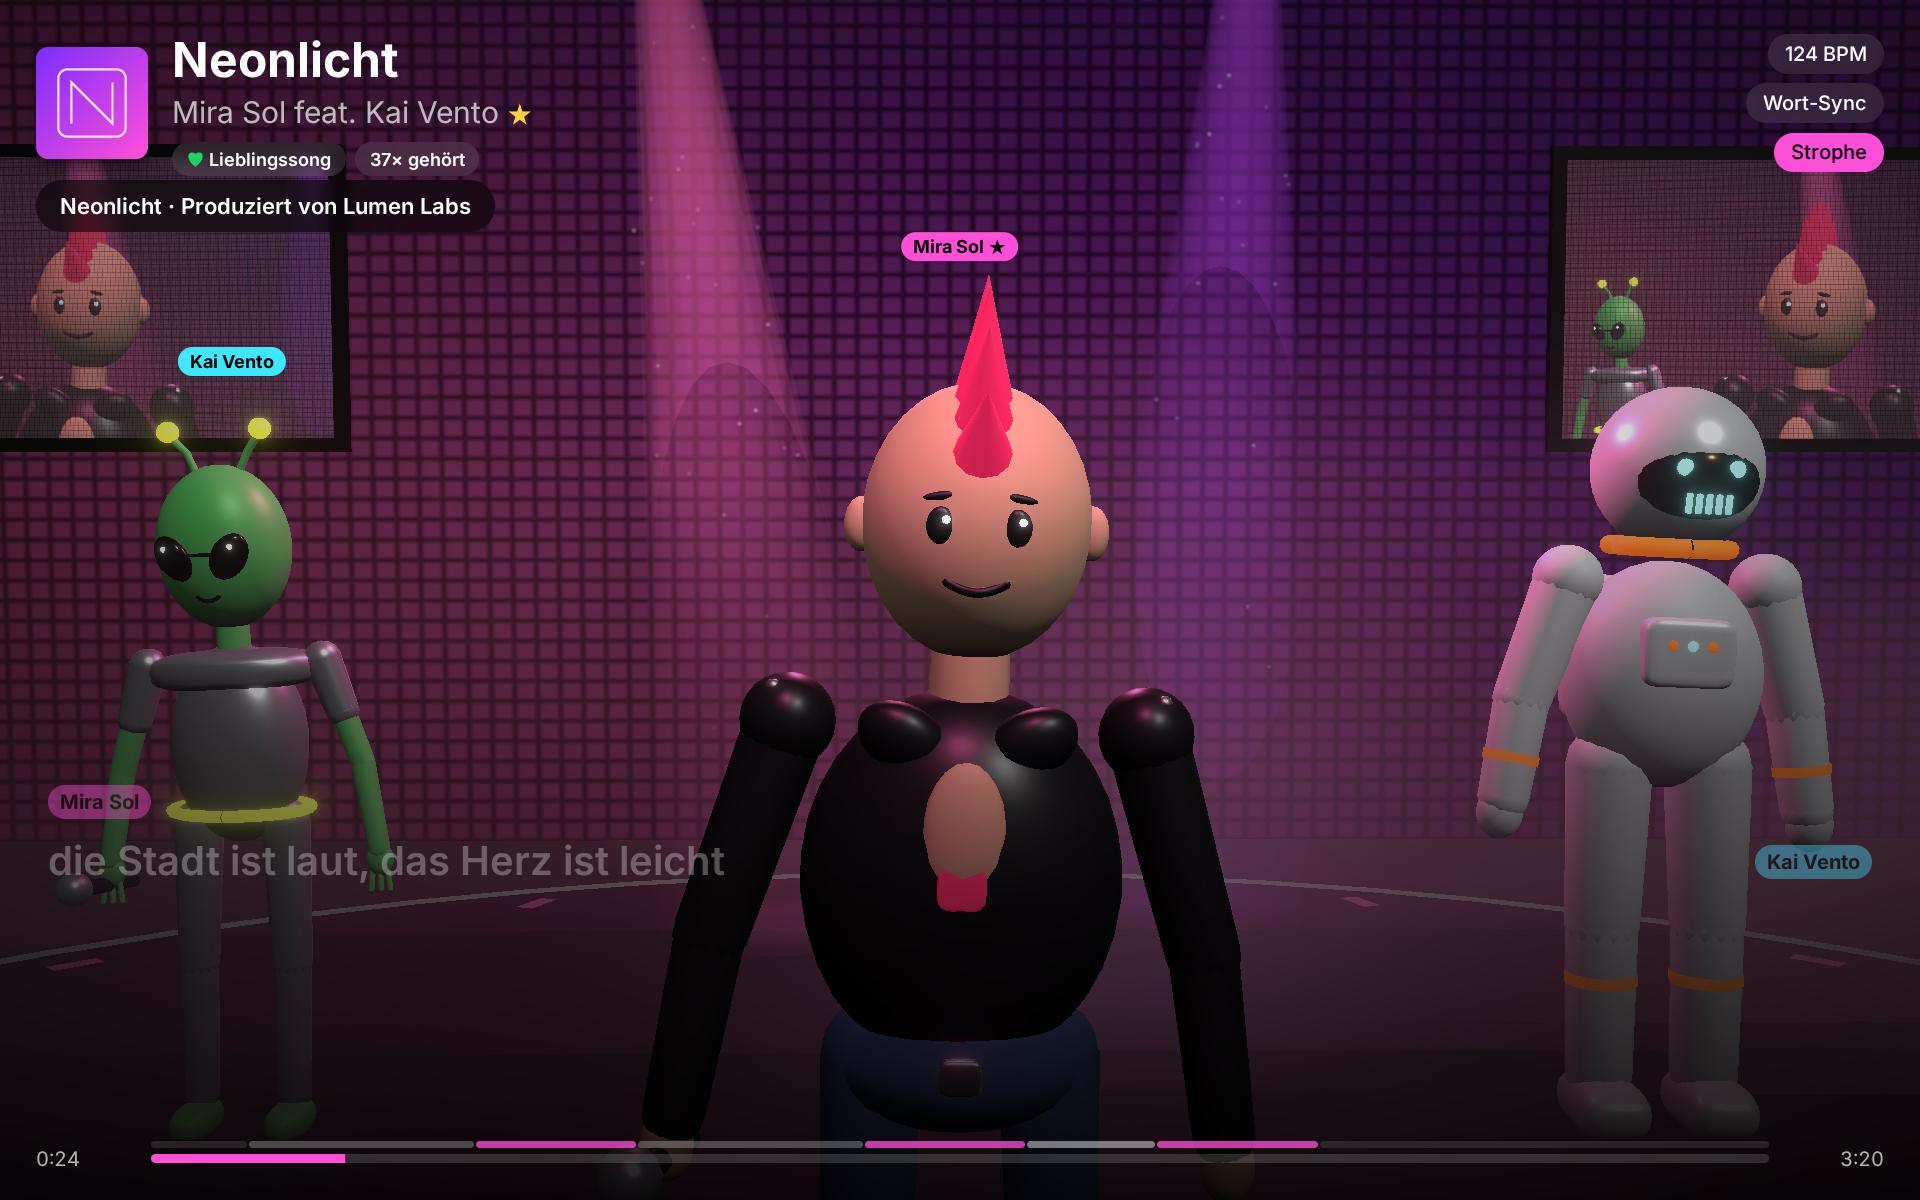 N
Neonlicht
Mira Sol feat. Kai Vento ★
Lieblingssong
37× gehört
Neonlicht · Produziert von Lumen Labs
124 BPM
Wort-Sync
Strophe
Mira Sol ★
Kai Vento
Mira Sol
die Stadt ist laut, das Herz ist leicht
Kai Vento
0:24
3:20